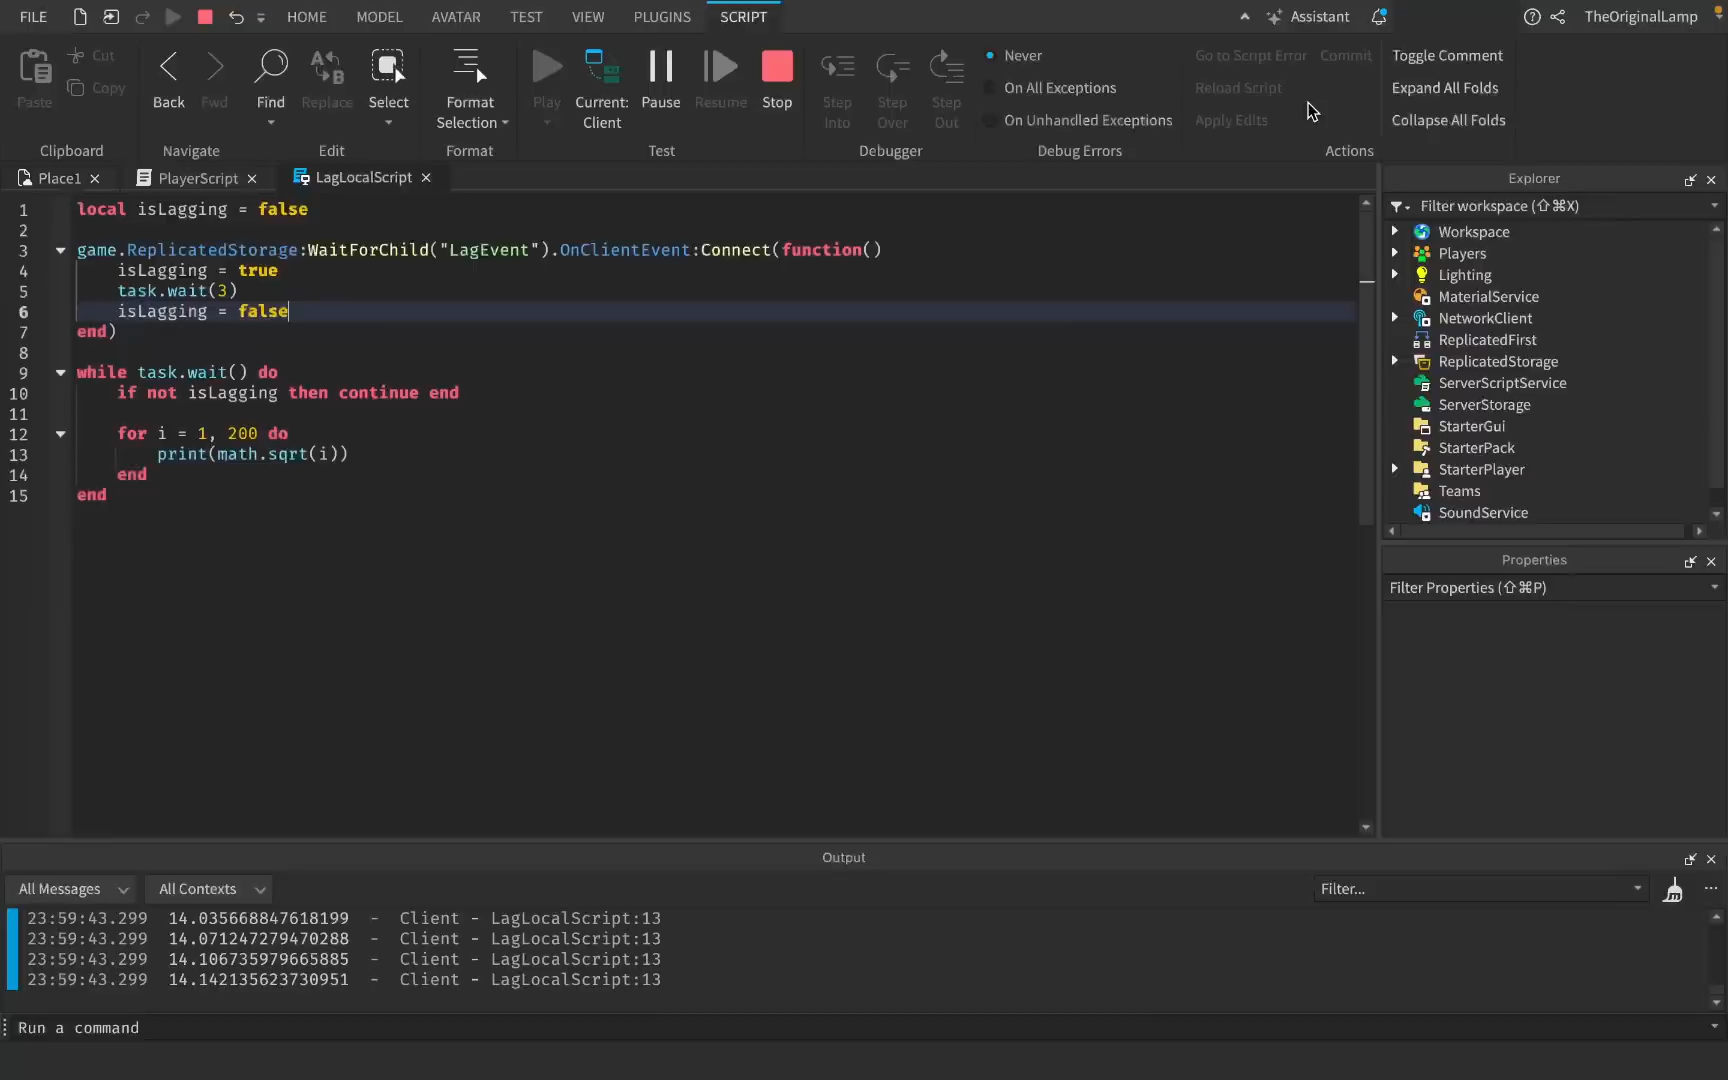 FILE
HOME
MODEL
AVATAR
TEST
VIEW
PLUGINS
SCRIPT
Assistant
TheOriginalLamp
Paste
Cut
Copy
Clipboard
Back
Fwd
Navigate
Find
Replace
Select
Edit
Format
Selection
Format
Play
Current:
Client
Pause
Resume
Stop
Test
Step
Into
Step
Over
Step
Out
Debugger
Never
On All Exceptions
On Unhandled Exceptions
Debug Errors
Go to Script Error
Commit
Reload Script
Apply Edits
Toggle Comment
Expand All Folds
Collapse All Folds
Actions
Place1
PlayerScript
LagLocalScript
1 local isLagging = false
2
3 game.ReplicatedStorage:WaitForChild("LagEvent").OnClientEvent:Connect(function()
4 isLagging = true
5 task.wait(3)
6 isLagging = false
7 end)
8
9 while task.wait() do
10 if not isLagging then continue end
11
12 for i = 1, 200 do
13 print(math.sqrt(i))
14 end
15 end
Explorer
Filter workspace (⇧⌘X)
Workspace
Players
Lighting
MaterialService
NetworkClient
ReplicatedFirst
ReplicatedStorage
ServerScriptService
ServerStorage
StarterGui
StarterPack
StarterPlayer
Teams
SoundService
Properties
Filter Properties (⇧⌘P)
Output
All Messages
All Contexts
Filter...
23:59:43.299 14.035668847618199 - Client - LagLocalScript:13
23:59:43.299 14.071247279470288 - Client - LagLocalScript:13
23:59:43.299 14.106735979665885 - Client - LagLocalScript:13
23:59:43.299 14.142135623730951 - Client - LagLocalScript:13
Run a command